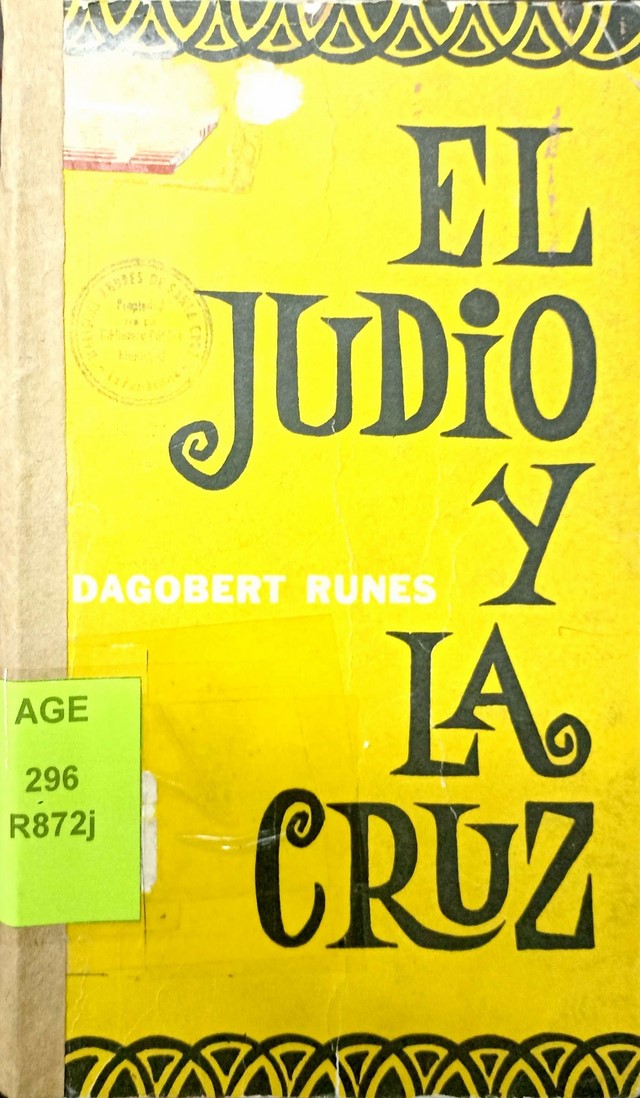 EL
JUDIO
Y
DAGOBERT RUNES
LA
CRUZ
AGE
296
R872j